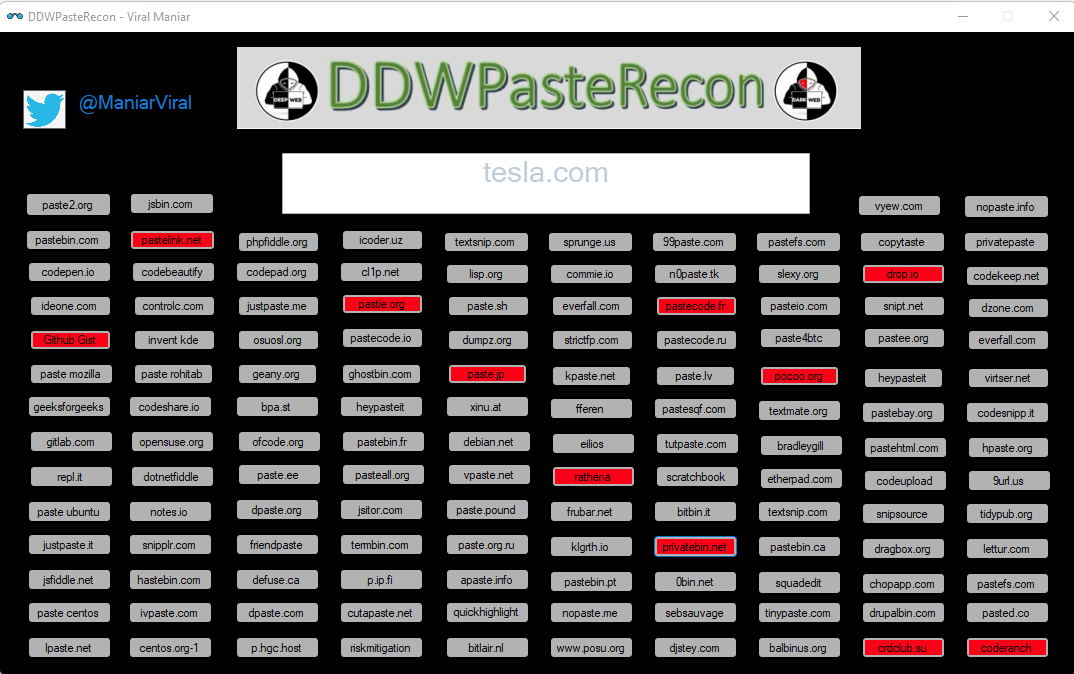 DDWPasteRecon - Viral Maniar
@ManiarViral
DEEP WEB
DDWPasteRecon
DARK WEB
tesla.com
paste2.org jsbin.com vyew.com nopaste.info
pastebin.com pastelink.net phpfiddle.org icoder.uz textsnip.com sprunge.us 99paste.com pastefs.com copytaste privatepaste
codepen.io codebeautify codepad.org cl1p.net lisp.org commie.io n0paste.tk slexy.org drop.io codekeep.net
ideone.com controlc.com justpaste.me pastie.org paste.sh everfall.com pastecode.fr pasteio.com snipt.net dzone.com
Github Gist invent kde osuosl.org pastecode.io dumpz.org strictfp.com pastecode.ru paste4btc pastee.org everfall.com
paste mozilla paste rohitab geany.org ghostbin.com paste.jp kpaste.net paste.lv pocoo.org heypasteit virtser.net
geeksforgeeks codeshare.io bpa.st heypasteit xinu.at fferen pastesqf.com textmate.org pastebay.org codesnipp.it
gitlab.com opensuse.org ofcode.org pastebin.fr debian.net eilios tutpaste.com bradleygill pastehtml.com hpaste.org
repl.it dotnetfiddle paste.ee pasteall.org vpaste.net rathena scratchbook etherpad.com codeupload 9url.us
paste ubuntu notes.io dpaste.org jsitor.com paste.pound frubar.net bitbin.it textsnip.com snipsource tidypub.org
justpaste.it snipplr.com friendpaste termbin.com paste.org.ru klgrth.io privatebin.net pastebin.ca dragbox.org lettur.com
jsfiddle.net hastebin.com defuse.ca p.ip.fi apaste.info pastebin.pt 0bin.net squadedit chopapp.com pastefs.com
paste centos ivpaste.com dpaste.com cutapaste.net quickhighlight nopaste.me sebsauvage tinypaste.com drupalbin.com pasted.co
lpaste.net centos.org-1 p.hgc.host riskmitigation bitlair.nl www.posu.org djstey.com balbinus.org crdclub.su coderanch